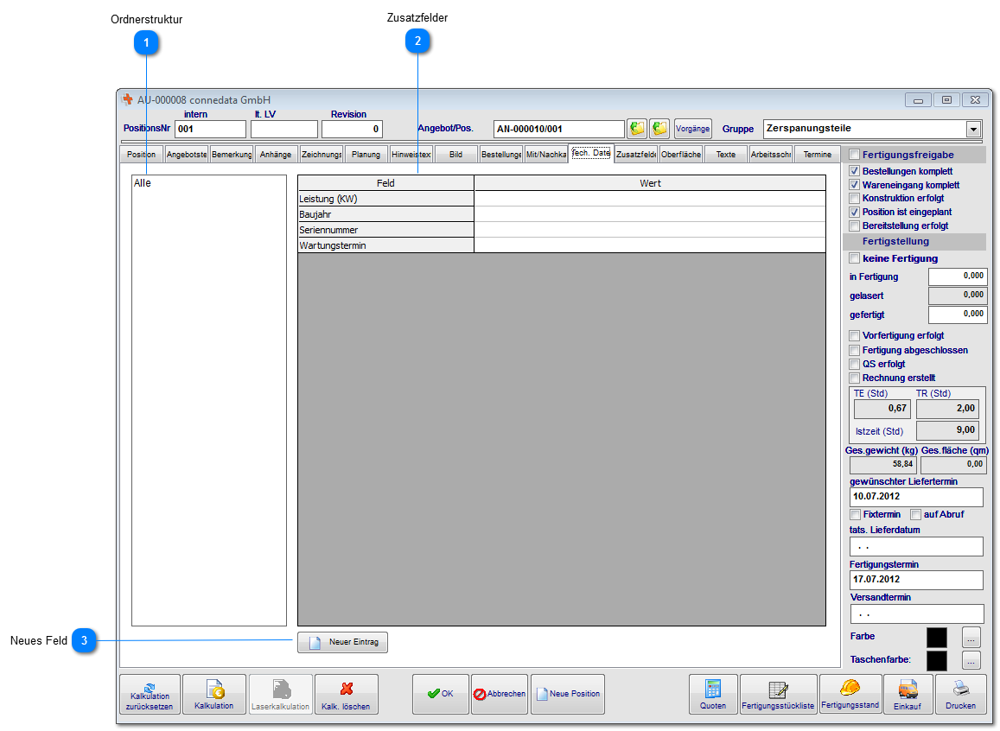 Ordnerstruktur
Zusatzfelder
1
2
AU-000008 connedata GmbH
intern
lt. LV
Revision
PositionsNr
001
0
Angebot/Pos.
AN-000010/001
Vorgänge
Gruppe
Zerspanungsteile
Position
Angebotste
Bemerkung
Anhänge
Zeichnungs
Planung
Hinweistext
Bild
Bestellunge
Mit/Nachka
Tech. Date
Zusatzfelde
Oberfläche
Texte
Arbeitsschr
Termine
Alle
Feld
Wert
Leistung (KW)
Baujahr
Seriennummer
Wartungstermin
Neues Feld
3
Neuer Eintrag
Fertigungsfreigabe
Bestellungen komplett
Wareneingang komplett
Konstruktion erfolgt
Position ist eingeplant
Bereitstellung erfolgt
Fertigstellung
keine Fertigung
in Fertigung
0,000
gelasert
0,000
gefertigt
0,000
Vorfertigung erfolgt
Fertigung abgeschlossen
QS erfolgt
Rechnung erstellt
TE (Std)
TR (Std)
0,67
2,00
Istzeit (Std)
9,00
Ges.gewicht (kg)
Ges.fläche (qm)
58,84
0,00
gewünschter Liefertermin
10.07.2012
Fixtermin
auf Abruf
tats. Lieferdatum
. .
Fertigungstermin
17.07.2012
Versandtermin
. .
Farbe
...
Taschenfarbe:
...
Kalkulation
zurücksetzen
Kalkulation
Laserkalkulation
Kalk. löschen
OK
Abbrechen
Neue Position
Quoten
Fertigungsstückliste
Fertigungsstand
Einkauf
Drucken